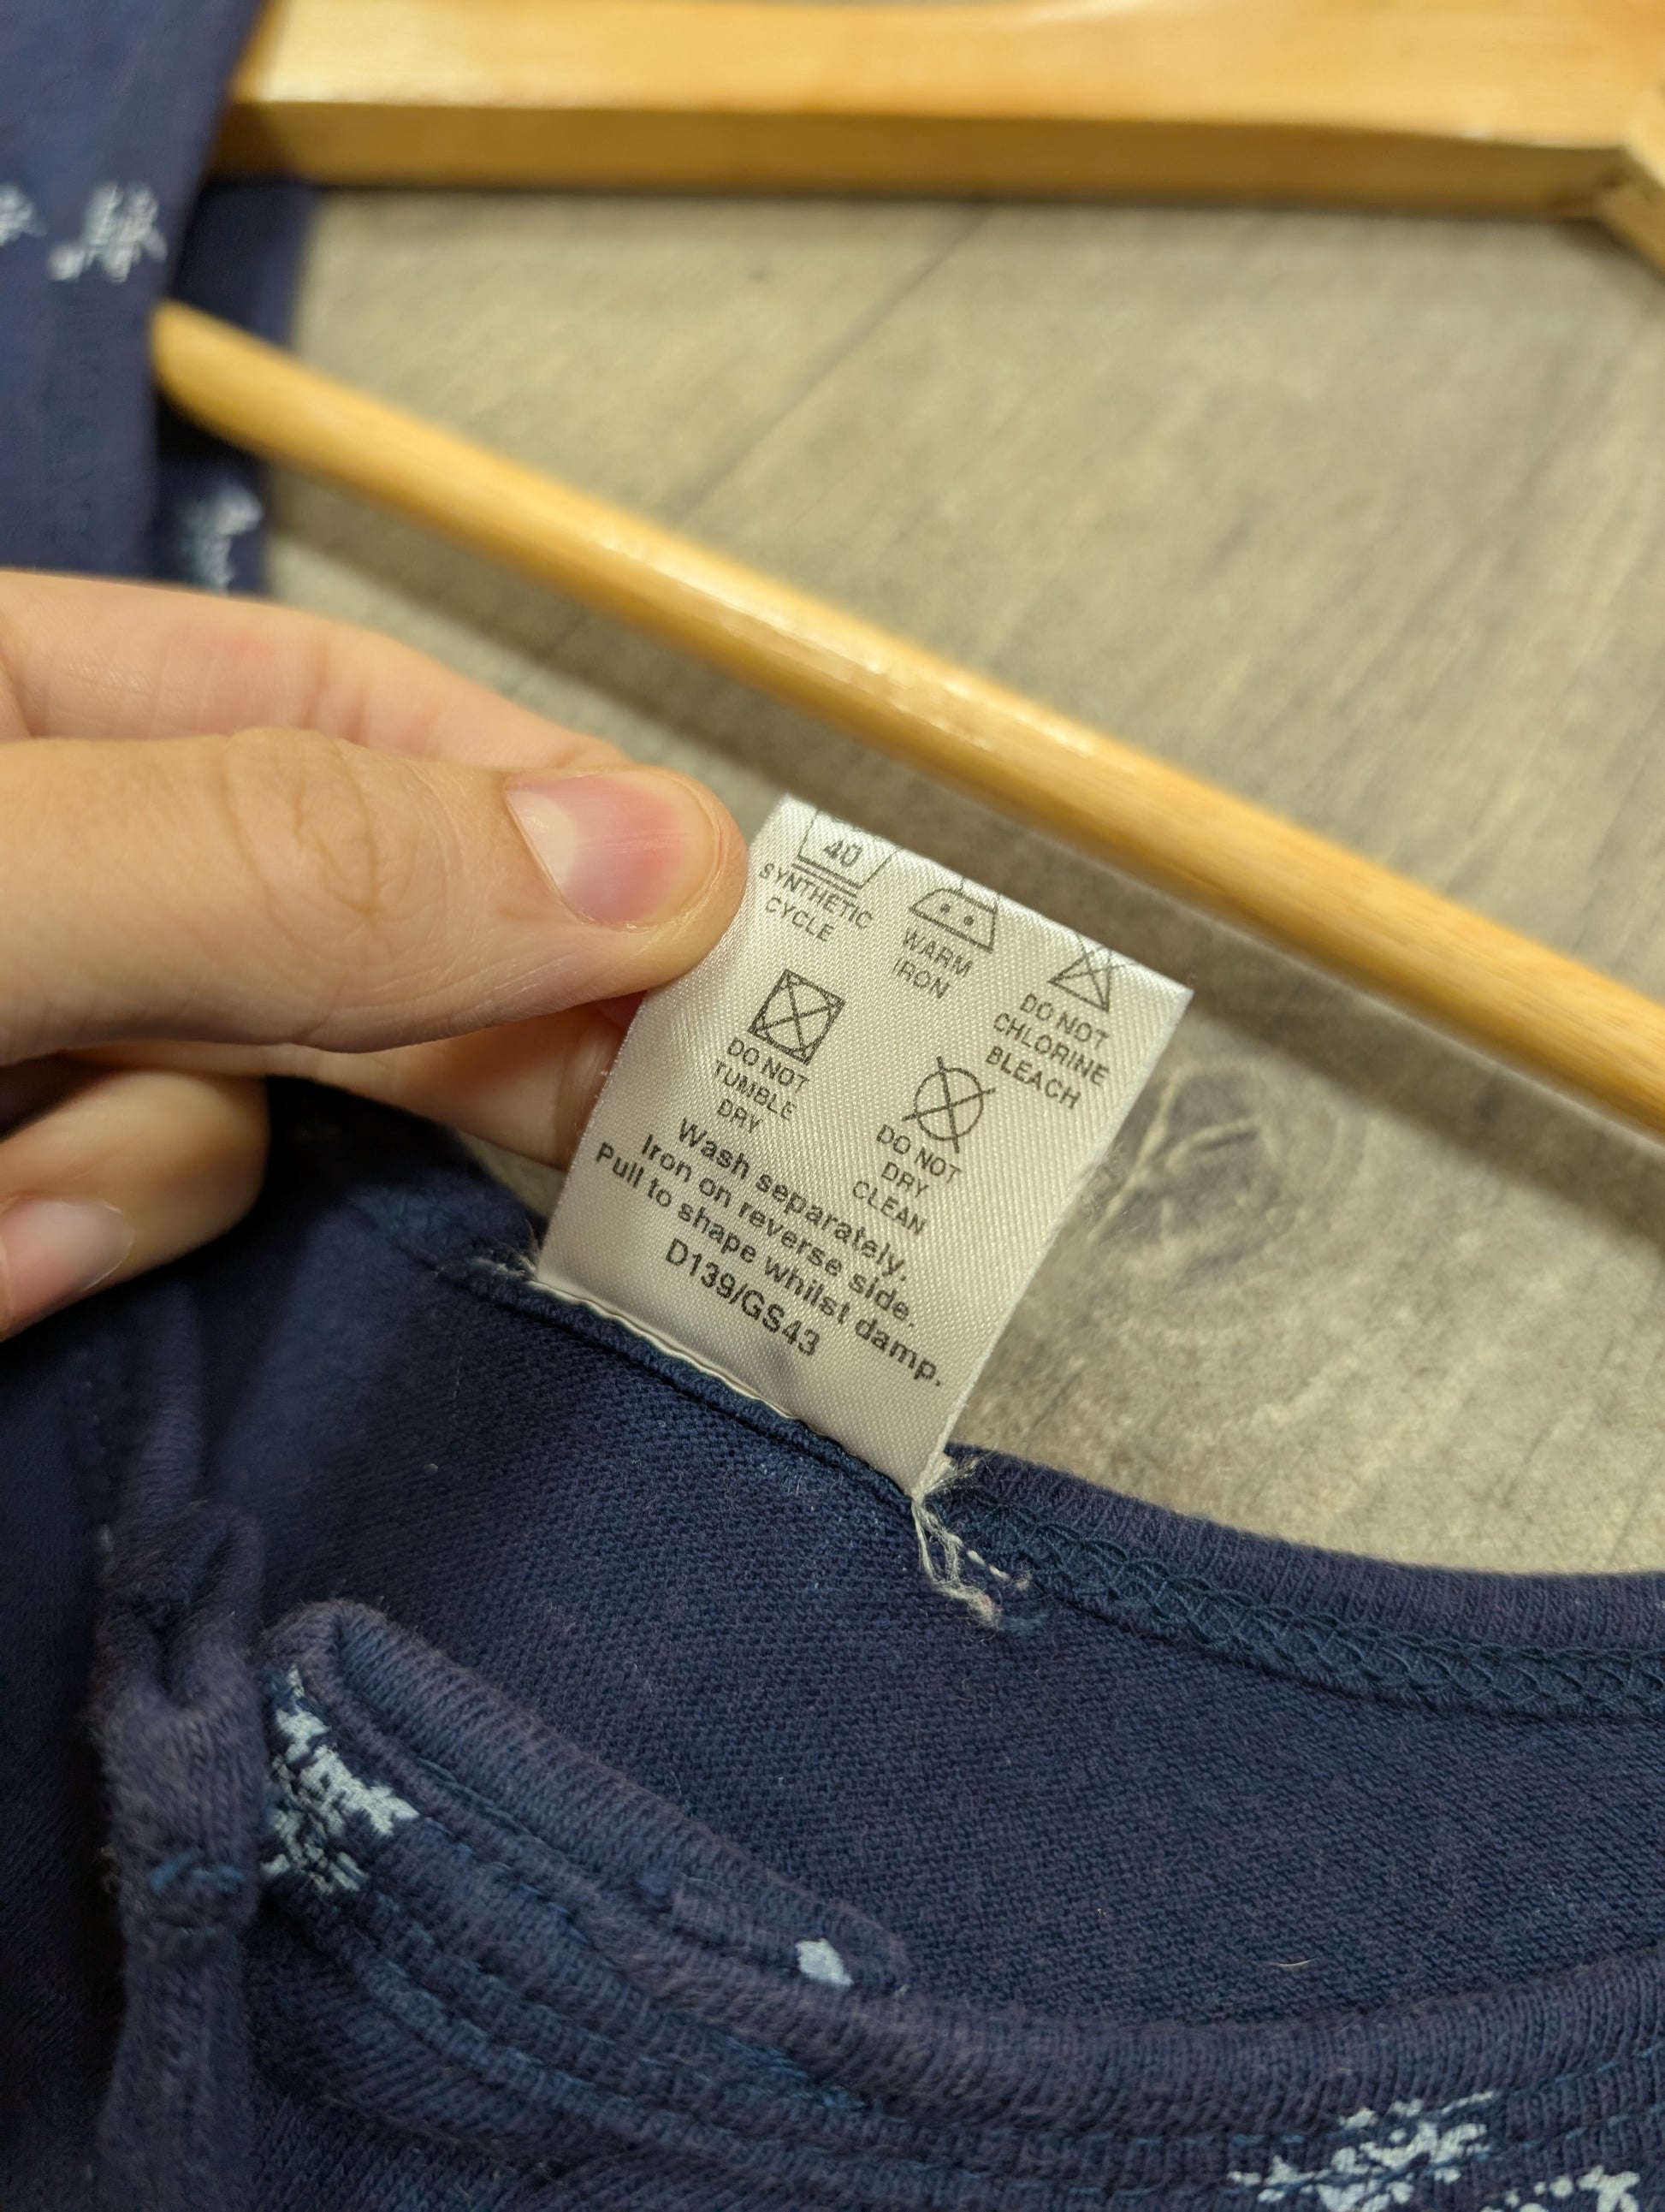 40
SYNTHETIC
CYCLE
WARM
IRON
DO NOT
CHLORINE
BLEACH
DO NOT
TUMBLE
DRY
DO NOT
DRY
CLEAN
Wash separately.
Iron on reverse side.
Pull to shape whilst damp.
D139/GS43